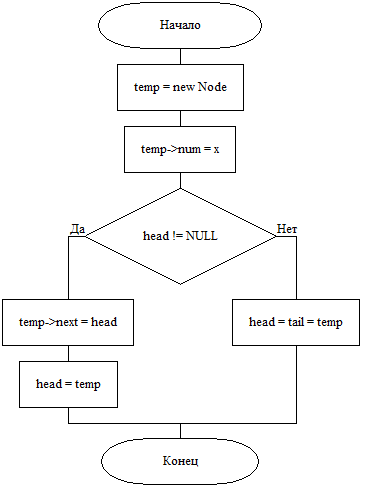 Начало
temp = new Node
temp->num = x
head != NULL
Да
Нет
temp->next = head
head = tail = temp
head = temp
Конец